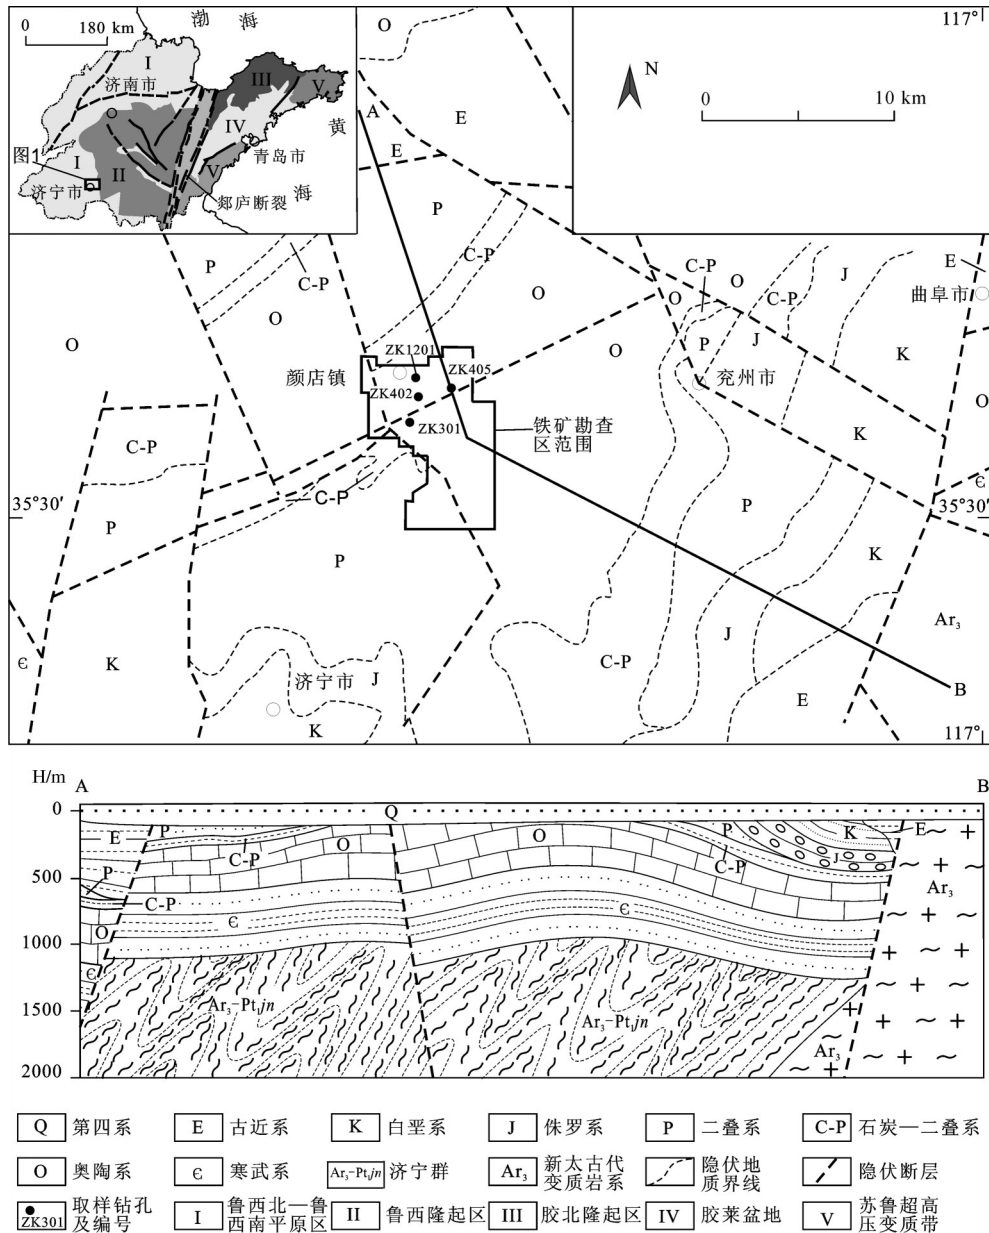 0 180 km
渤 海
I
济南市
III
V
IV
黄
青岛市
图1
I
II
V
海
济宁市
郯庐断裂
O
A
E
E
P
117°
N
0 10 km
P
C-P
C-P
O
O
O
O
C-P
O
J
E
O
C-P
曲阜市
P
J
K
ZK1201
颜店镇
ZK405
ZK402
兖州市
O
ZK301
铁矿勘查
区范围
K
C-P
C-P
Є
35°30′
P
P
P
35°30′
K
Є
K
Ar₃
济宁市
J
J
C-P
E
B
K
117°
H/m
A
B
0
Q
E
P
O
O
P
K
E
C-P
C-P
J
500
P
Ar₃
C-P
O
Є
Є
1000
Є
1500
Ar₃-Pt₁jn
Ar₃-Pt₁jn
2000
Ar₃
Q 第四系
E 古近系
K 白垩系
J 侏罗系
P 二叠系
C-P 石炭—二叠系
O 奥陶系
Є 寒武系
Ar₃-Pt₁jn 济宁群
Ar₃ 新太古代
变质岩系
隐伏地
质界线
隐伏断层
ZK301 取样钻孔
及编号
I 鲁西北—鲁
西南平原区
II 鲁西隆起区
III 胶北隆起区
IV 胶莱盆地
V 苏鲁超高
压变质带